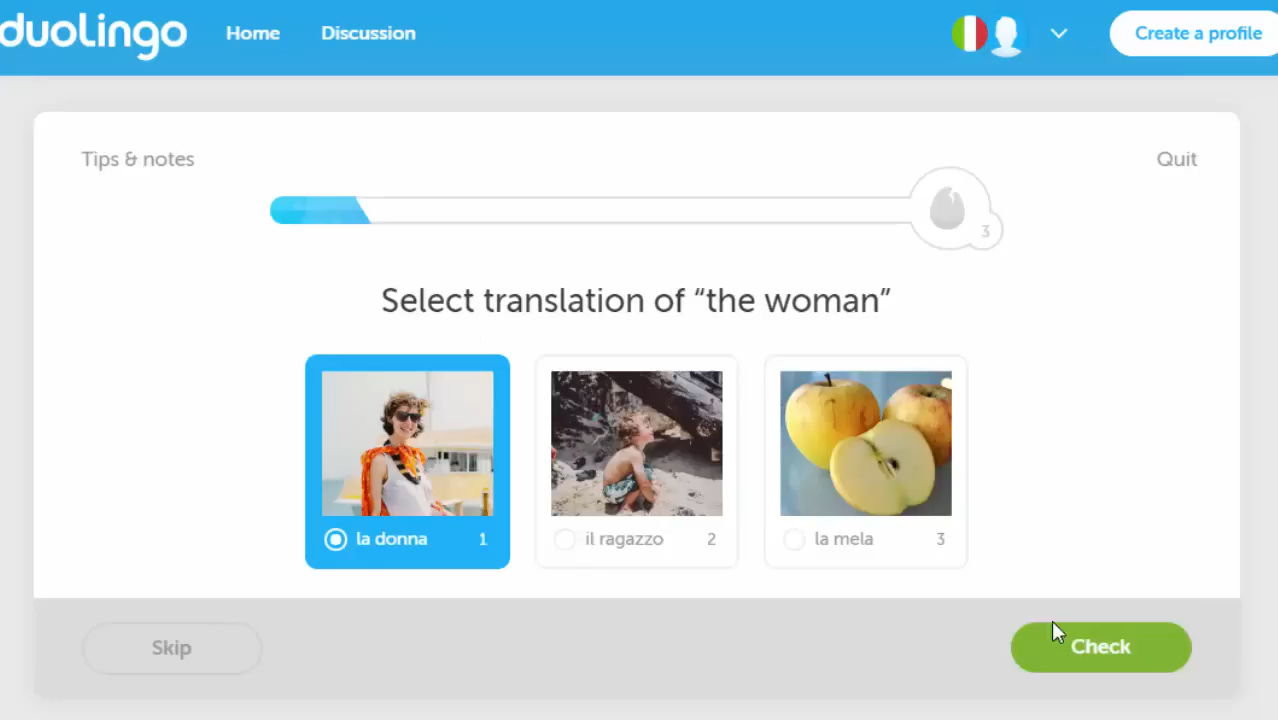 duolingo Home Discussion Create a profile
Tips & notes Quit
3
Select translation of “the woman”
la donna 1 il ragazzo 2 la mela 3
Skip Check